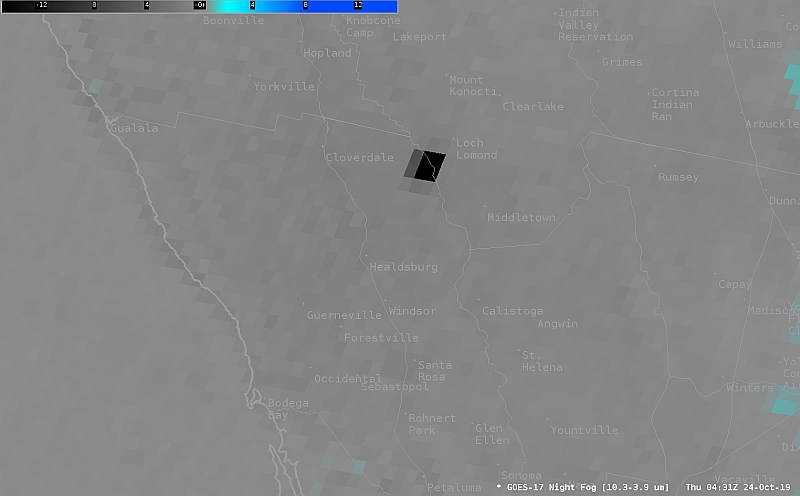 -12 8 4 -0+ 4 8 12
Boonville
Knobcone
Camp
Lakeport
Indian
Valley
Reservation
Williams
Hopland
Grimes
Yorkville
Mount
Konocti
Clearlake
Cortina
Indian
Ran
Arbuckle
Gualala
Cloverdale
Loch
Lomond
Rumsey
Dunni
Middletown
Healdsburg
Capay
Guerneville
Windsor
Calistoga
Madison
Angwin
Forestville
St.
Helena
Santa
Rosa
Occidental
Sebastopol
Winters
Bodega
Bay
Rohnert
Park
Glen
Ellen
Yountville
Sonoma
Petaluma
Vacaville
* GOES-17 Night Fog [10.3-3.9 um] Thu 04:31Z 24-Oct-19